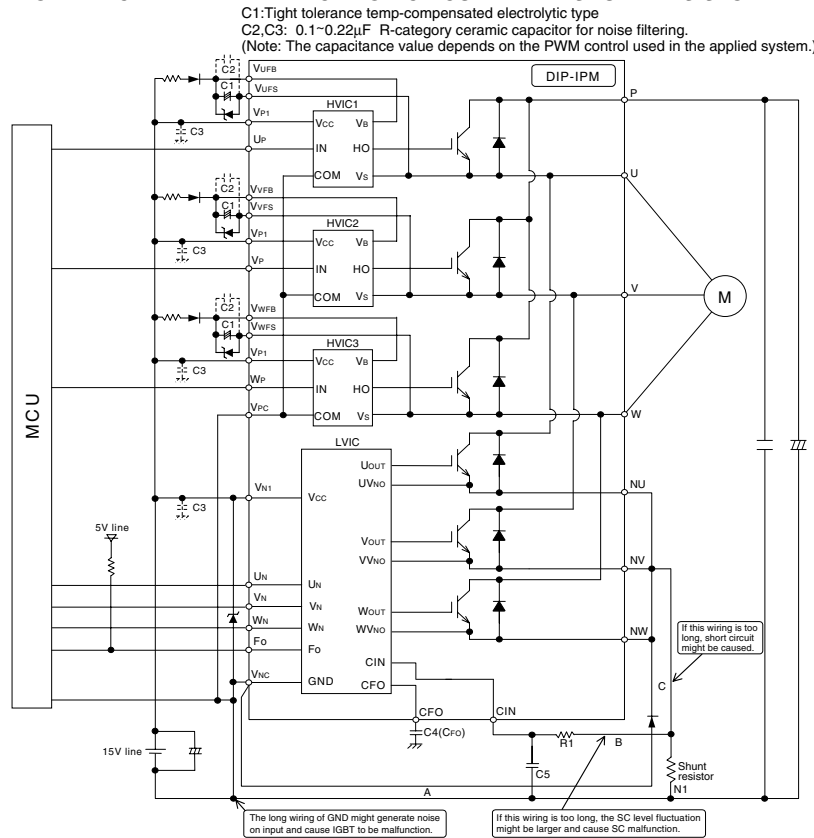 C1:Tight tolerance temp-compensated electrolytic type
C2,C3: 0.1~0.22μF R-category ceramic capacitor for noise filtering.
(Note: The capacitance value depends on the PWM control used in the applied system.)
DIP-IPM
C2
VUFB
C1
VUFS
P
HVIC1
VP1
VCC
VB
C3
UP
IN
HO
COM
VS
U
C2
VVFB
C1
VVFS
HVIC2
VP1
VCC
VB
C3
VP
IN
HO
COM
VS
V
M
C2
VWFB
C1
VWFS
HVIC3
VP1
VCC
VB
C3
WP
IN
HO
VPC
COM
VS
W
MCU
LVIC
UOUT
UVNO
NU
VN1
VCC
C3
5V line
VOUT
VVNO
NV
UN
UN
VN
VN
WOUT
WN
WN
WVNO
NW
FO
Fo
If this wiring is too
long, short circuit
might be caused.
CIN
VNC
GND
CFO
C
CFO
CIN
C4(CFO)
R1
B
15V line
C5
Shunt
resistor
N1
A
The long wiring of GND might generate noise
on input and cause IGBT to be malfunction.
If this wiring is too long, the SC level fluctuation
might be larger and cause SC malfunction.